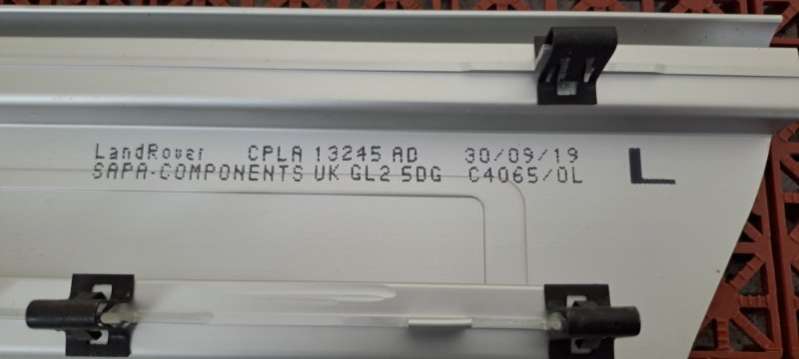 LandRover CPLA 13245 AD 30/09/19
SAPA-COMPONENTS UK GL2 5DG C4065/0L
L